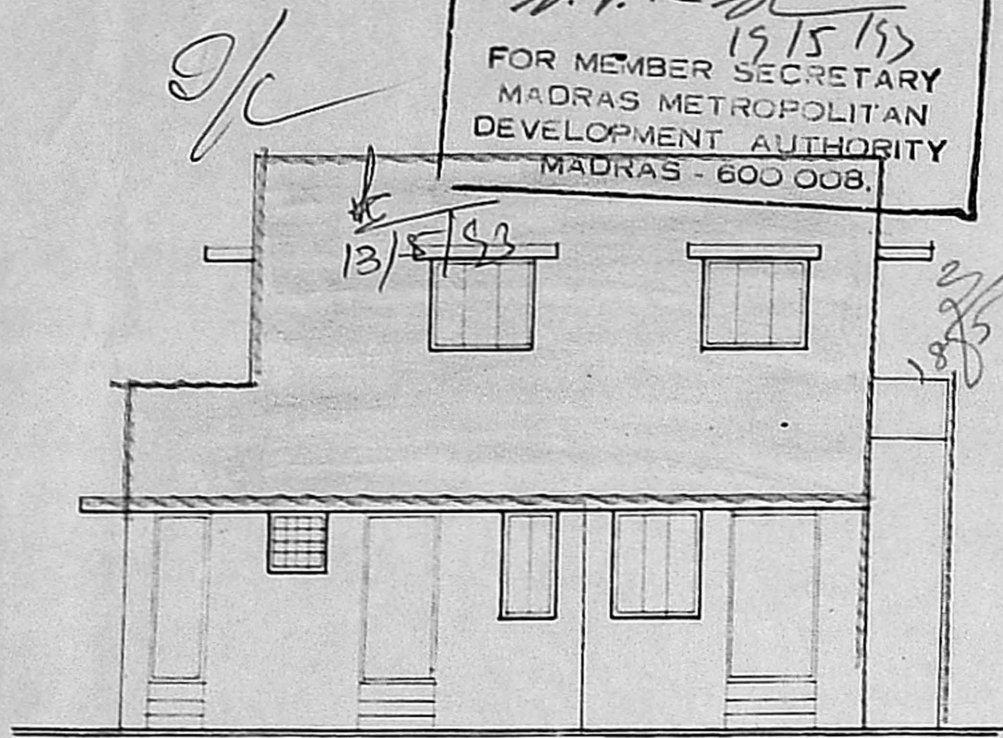 19/5/93
FOR MEMBER SECRETARY
MADRAS METROPOLITAN
DEVELOPMENT AUTHORITY
MADRAS - 600 008.
13/5/93